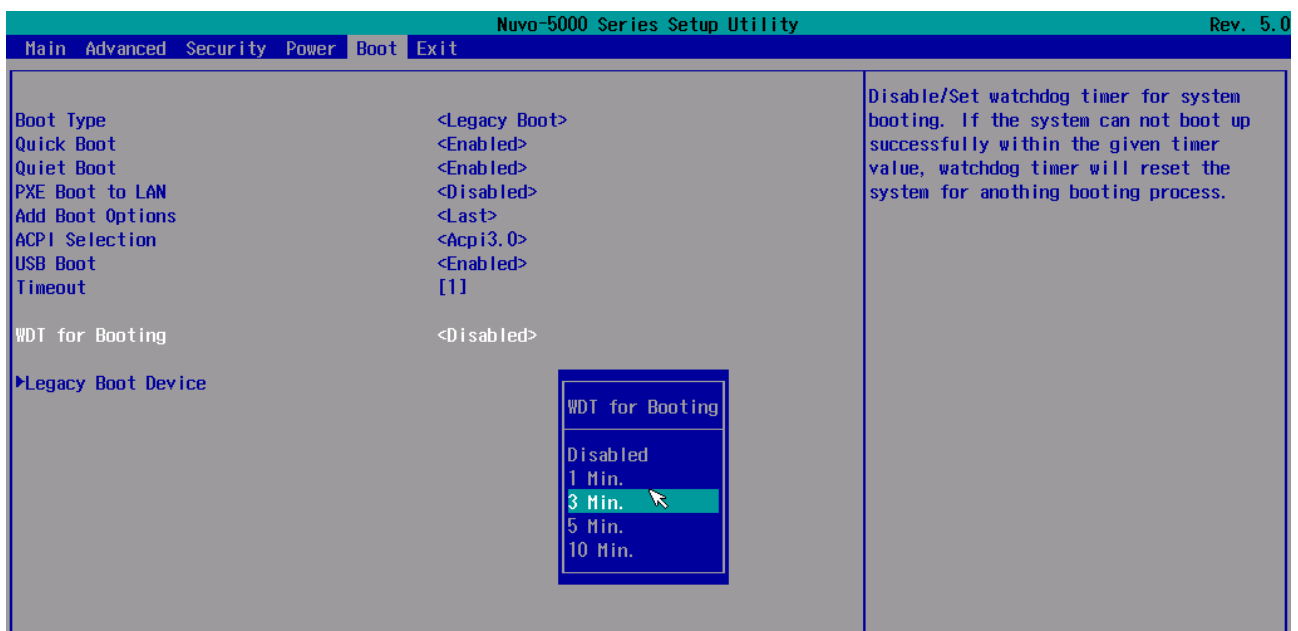 Nuvo-5000 Series Setup Utility Rev. 5.0
Main Advanced Security Power Boot Exit
Boot Type <Legacy Boot>
Quick Boot <Enabled>
Quiet Boot <Enabled>
PXE Boot to LAN <Disabled>
Add Boot Options <Last>
ACPI Selection <Acpi3.0>
USB Boot <Enabled>
Timeout [1]
WDT for Booting <Disabled>
▶Legacy Boot Device
WDT for Booting
Disabled
1 Min.
3 Min.
5 Min.
10 Min.
Disable/Set watchdog timer for system
booting. If the system can not boot up
successfully within the given timer
value, watchdog timer will reset the
system for anothing booting process.